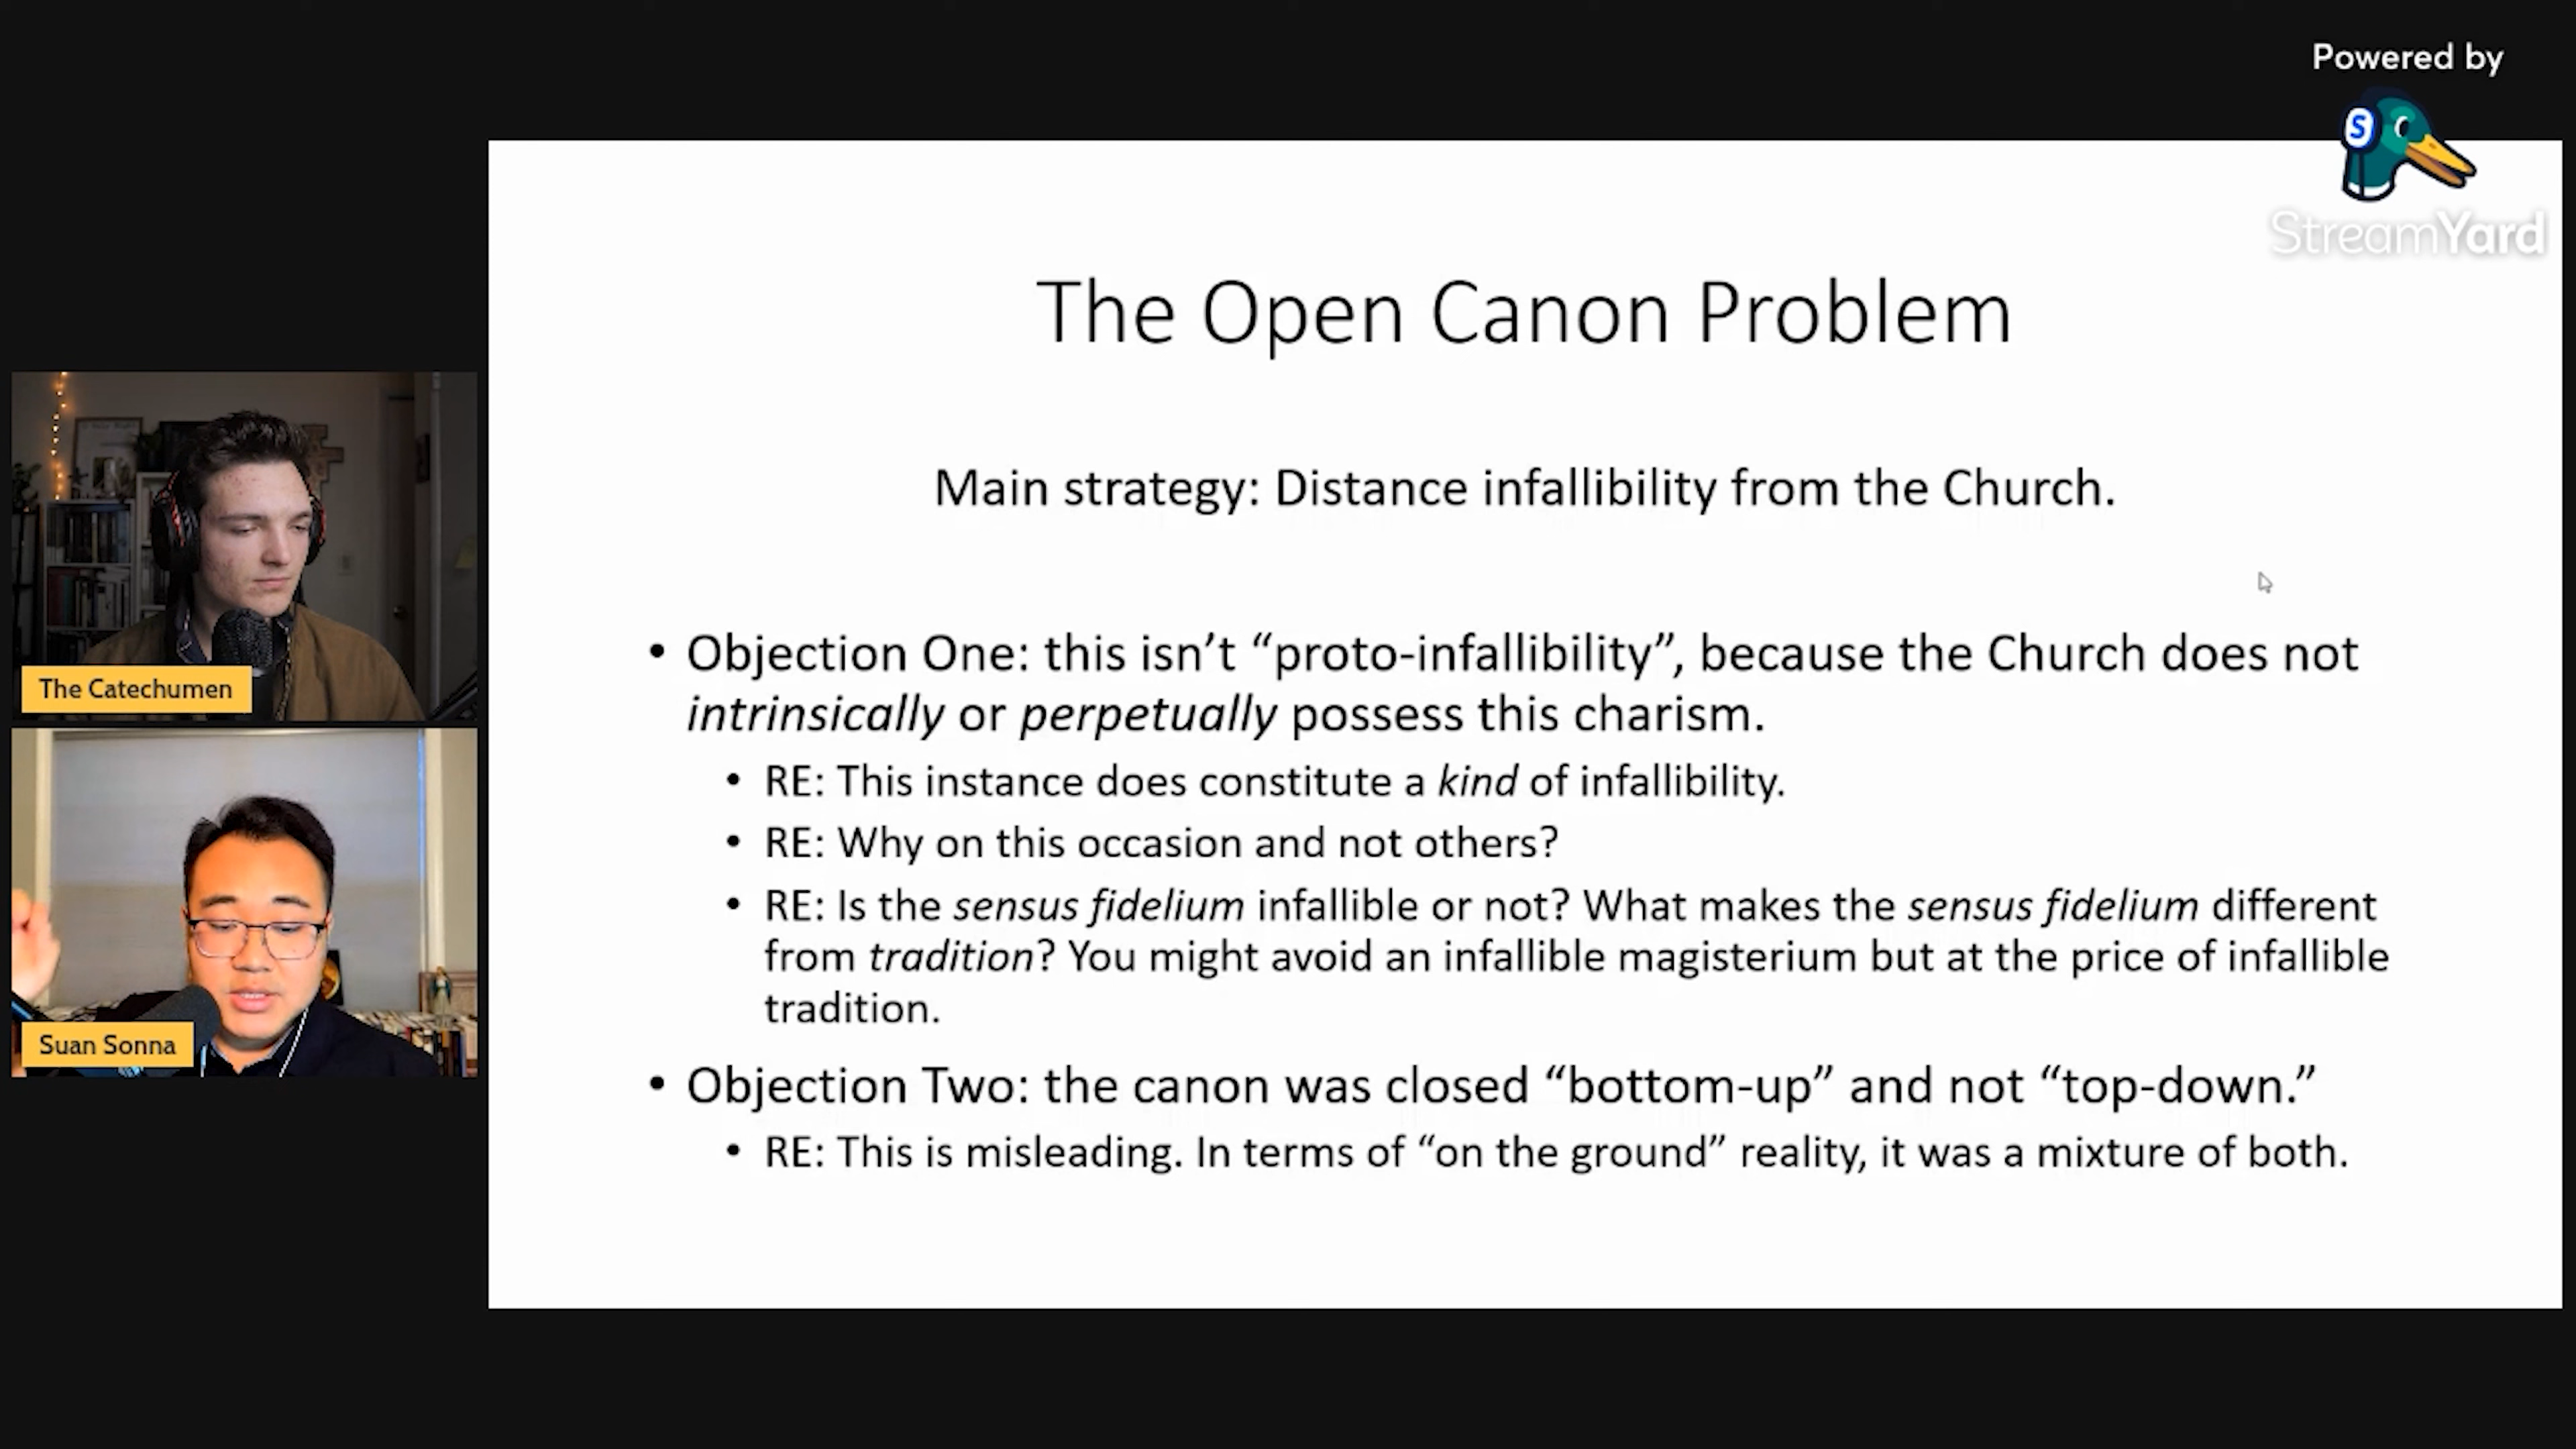 Powered by
StreamYard
The Open Canon Problem
Main strategy: Distance infallibility from the Church.
• Objection One: this isn’t “proto-infallibility”, because the Church does not
intrinsically or perpetually possess this charism.
• RE: This instance does constitute a kind of infallibility.
• RE: Why on this occasion and not others?
• RE: Is the sensus fidelium infallible or not? What makes the sensus fidelium different
from tradition? You might avoid an infallible magisterium but at the price of infallible
tradition.
• Objection Two: the canon was closed “bottom-up” and not “top-down.”
• RE: This is misleading. In terms of “on the ground” reality, it was a mixture of both.
The Catechumen
Suan Sonna